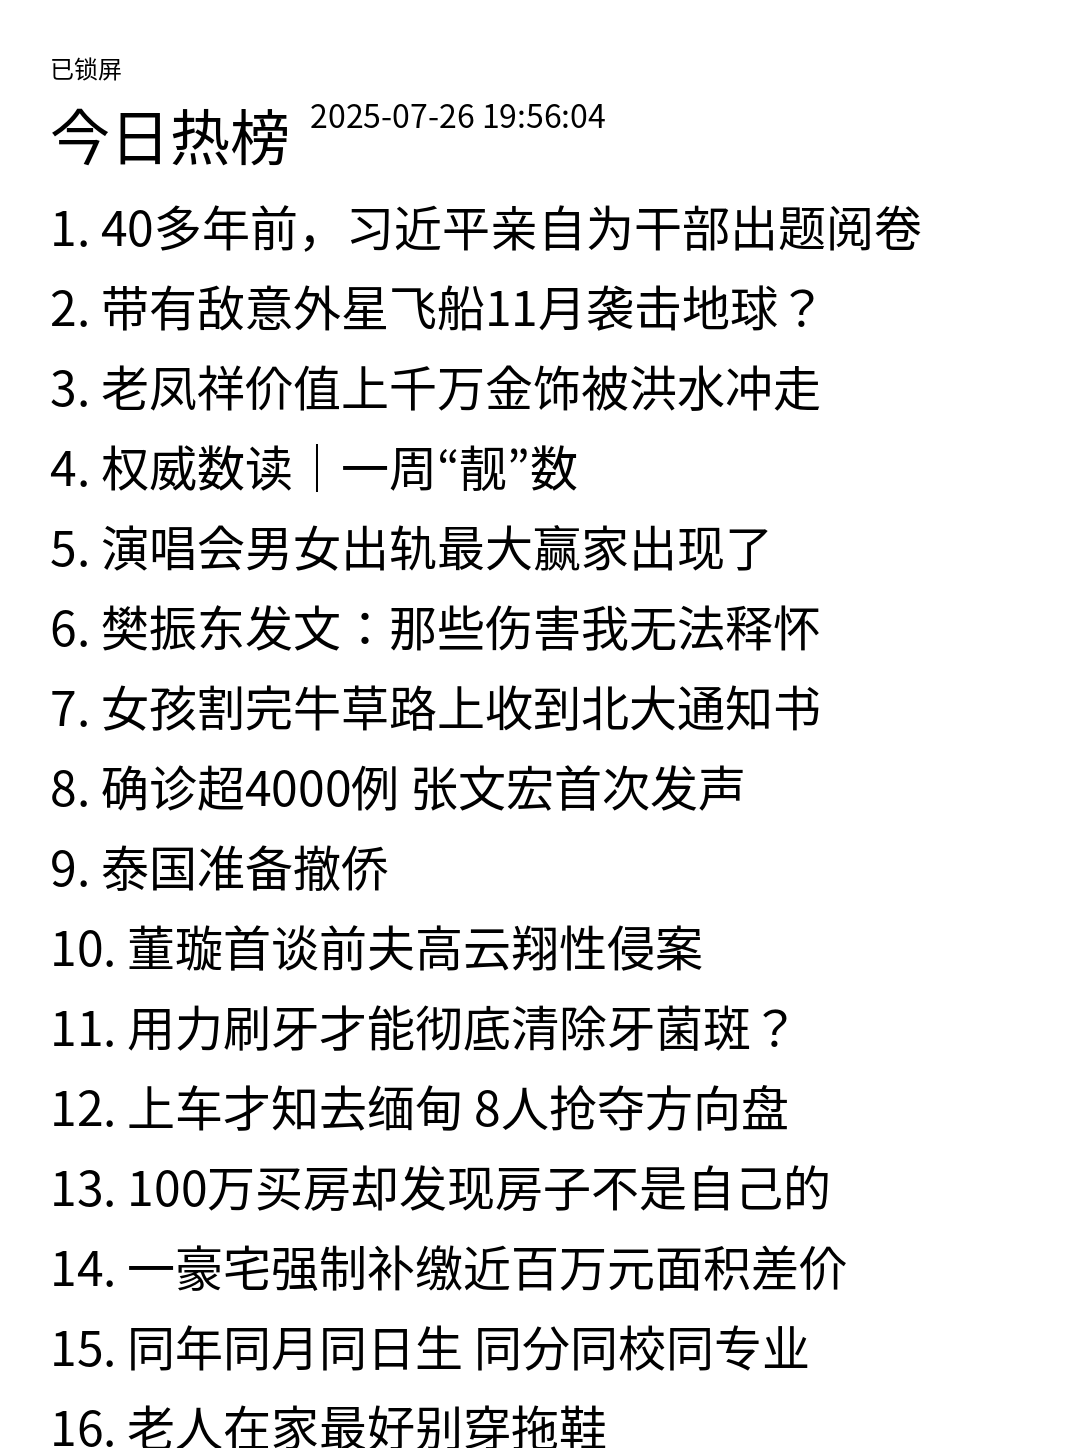 已锁屏
今日热榜 2025-07-26 19:56:04
1. 40多年前，习近平亲自为干部出题阅卷
2. 带有敌意外星飞船11月袭击地球？
3. 老凤祥价值上千万金饰被洪水冲走
4. 权威数读｜一周“靓”数
5. 演唱会男女出轨最大赢家出现了
6. 樊振东发文：那些伤害我无法释怀
7. 女孩割完牛草路上收到北大通知书
8. 确诊超4000例 张文宏首次发声
9. 泰国准备撤侨
10. 董璇首谈前夫高云翔性侵案
11. 用力刷牙才能彻底清除牙菌斑？
12. 上车才知去缅甸 8人抢夺方向盘
13. 100万买房却发现房子不是自己的
14. 一豪宅强制补缴近百万元面积差价
15. 同年同月同日生 同分同校同专业
16. 老人在家最好别穿拖鞋